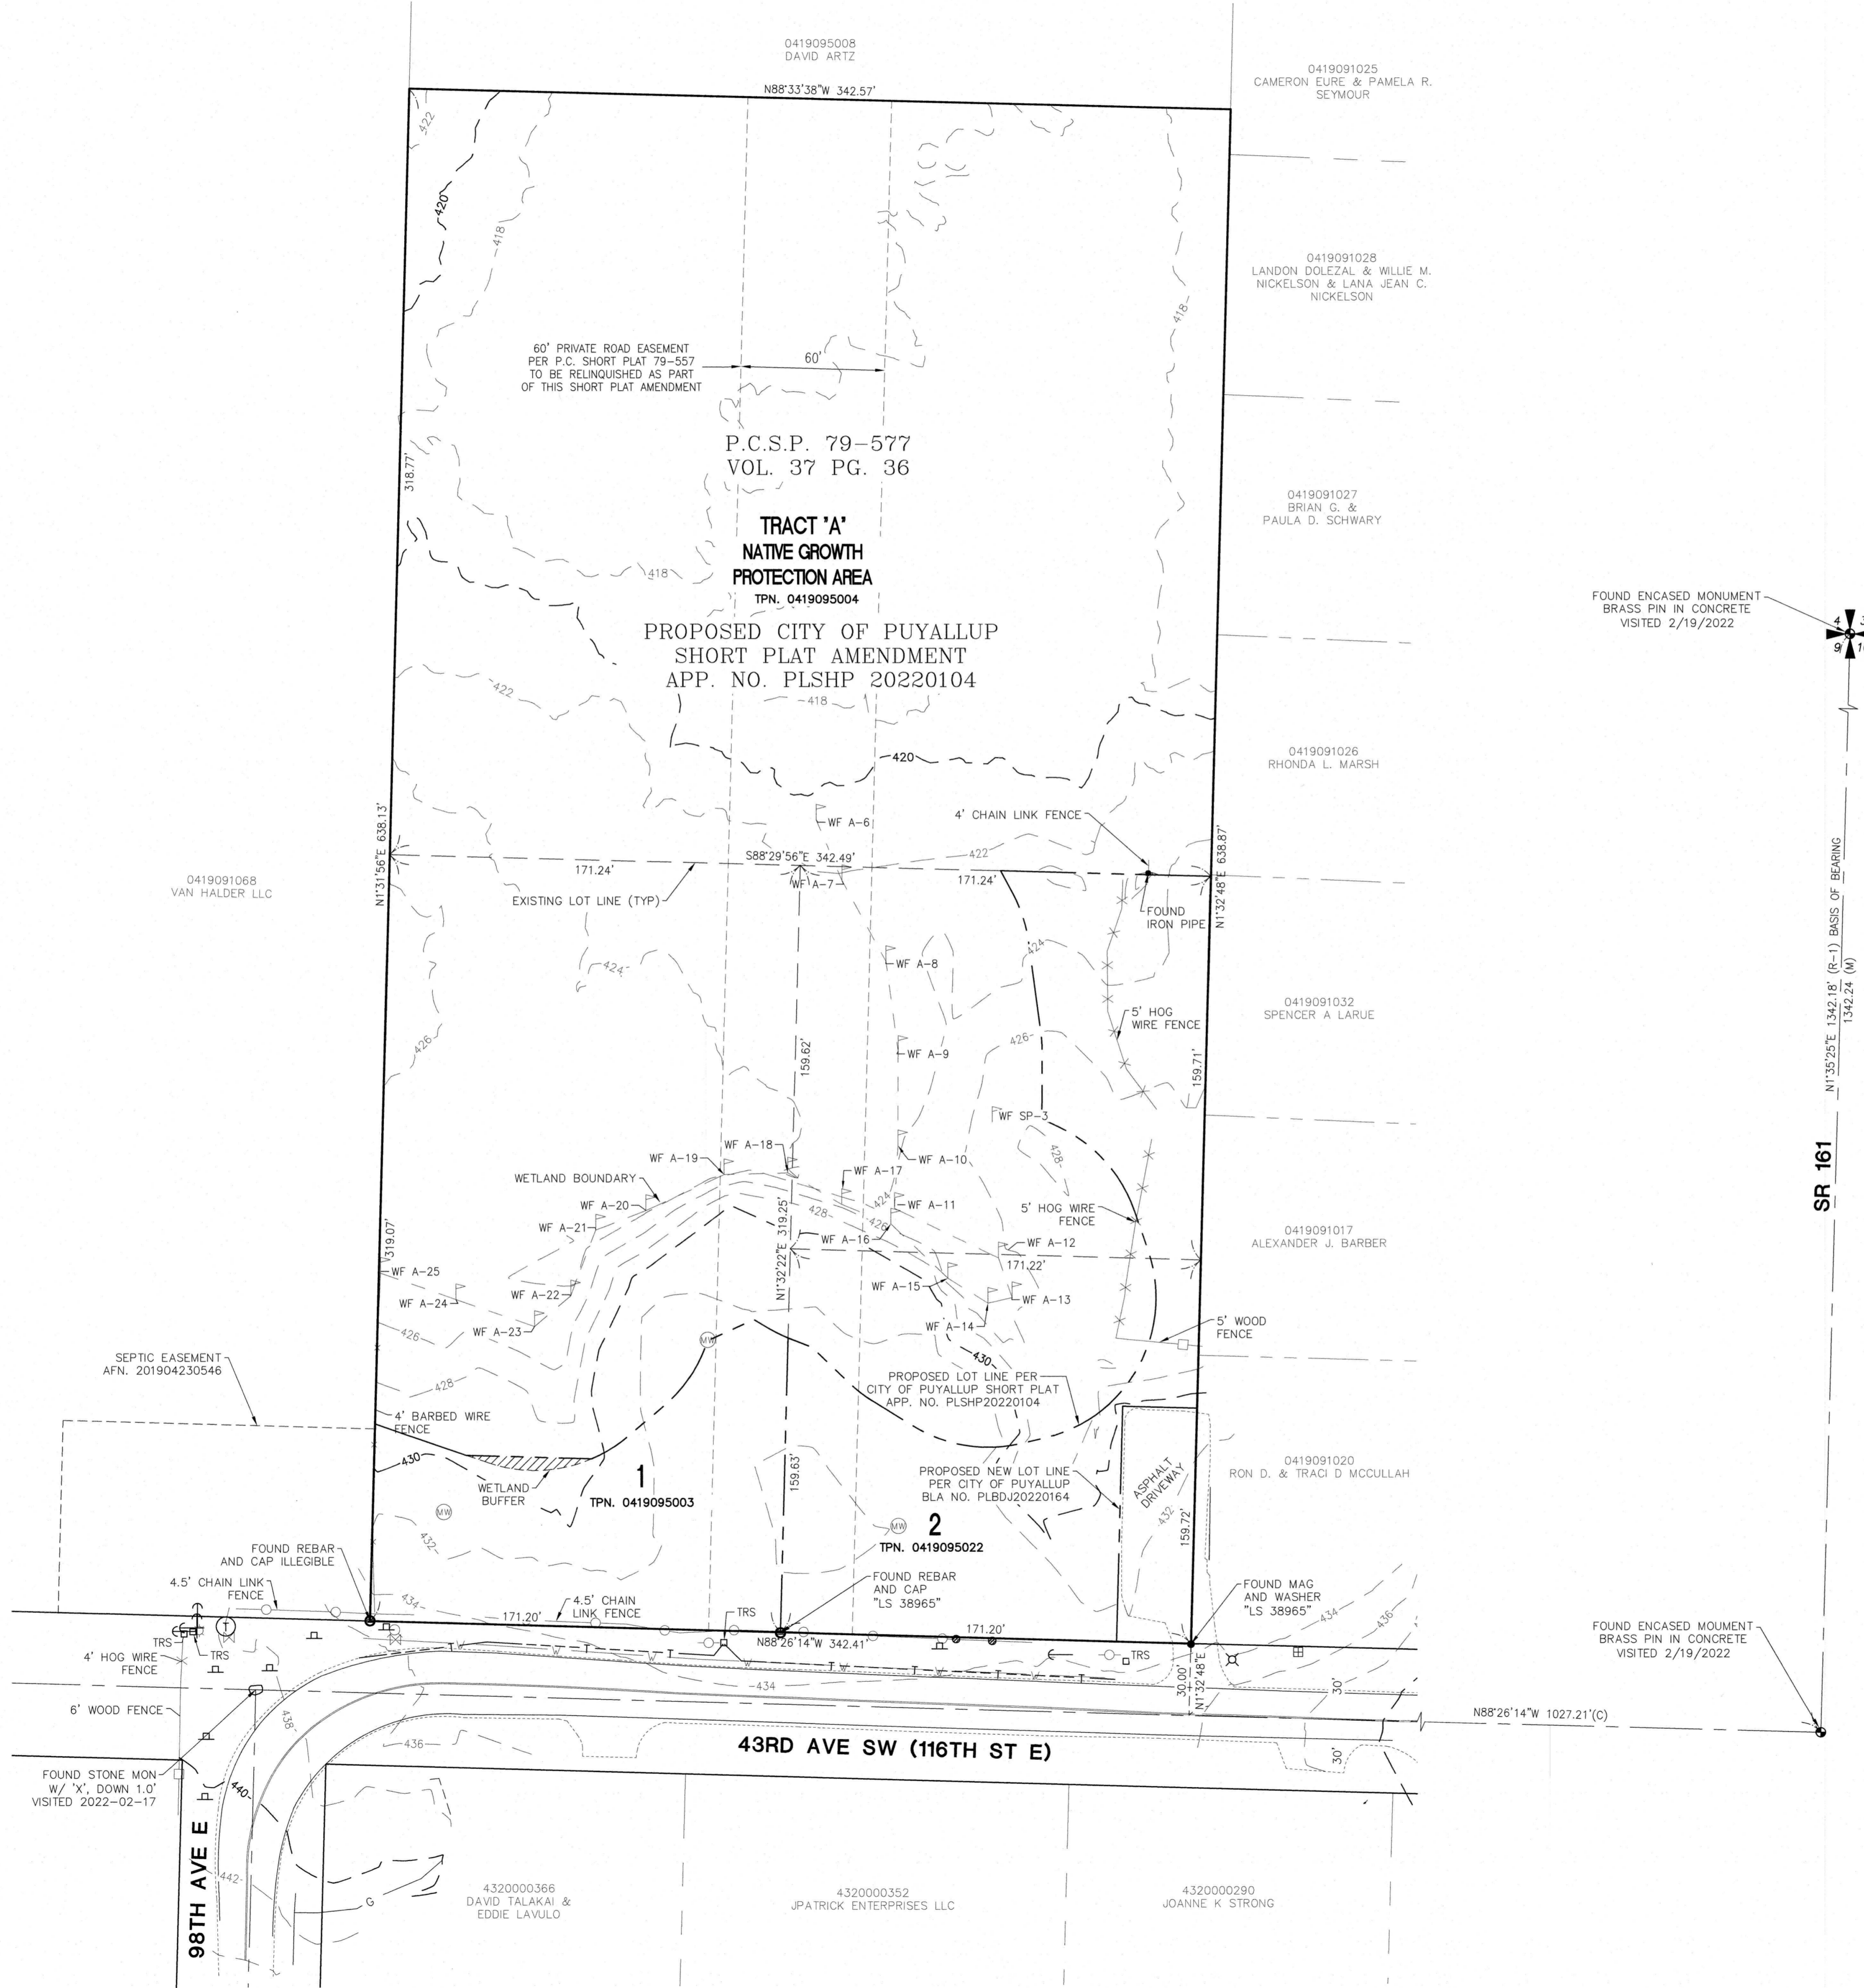 0419095008
DAVID ARTZ
0419091025
CAMERON EURE & PAMELA R.
SEYMOUR
N88°33'38"W 342.57'
422
420
418
418
0419091028
LANDON DOLEZAL & WILLIE M.
NICKELSON & LANA JEAN C.
NICKELSON
60' PRIVATE ROAD EASEMENT
PER P.C. SHORT PLAT 79-557
TO BE RELINQUISHED AS PART
OF THIS SHORT PLAT AMENDMENT
60'
P.C.S.P. 79-577
VOL. 37 PG. 36
318.77'
0419091027
BRIAN G. &
PAULA D. SCHWARY
TRACT 'A'
NATIVE GROWTH
PROTECTION AREA
TPN. 0419095004
418
PROPOSED CITY OF PUYALLUP
SHORT PLAT AMENDMENT
APP. NO. PLSHP 20220104
FOUND ENCASED MONUMENT
BRASS PIN IN CONCRETE
VISITED 2/19/2022
4
9
422
418
420
0419091026
RHONDA L. MARSH
WF A-6
4' CHAIN LINK FENCE
N1°31'56"E 638.13'
N1°32'48"E 638.87'
S88°29'56"E 342.49'
422
171.24'
WF A-7
171.24'
0419091068
VAN HALDER LLC
EXISTING LOT LINE (TYP)
FOUND
IRON PIPE
N1°35'25"E 1342.18' (R-1) BASIS OF BEARING
1342.24 (M)
424
424
WF A-8
0419091032
SPENCER A LARUE
5' HOG
WIRE FENCE
426
426
WF A-9
159.62'
159.71'
WF SP-3
WF A-18
WF A-19
WF A-10
WF A-17
428
SR 161
WETLAND BOUNDARY
WF A-20
WF A-21
424
WF A-11
428
426
5' HOG WIRE
FENCE
WF A-16
WF A-12
0419091017
ALEXANDER J. BARBER
319.07'
N1°32'22"E 319.25'
171.22'
WF A-25
WF A-24
WF A-22
WF A-15
WF A-13
WF A-23
WF A-14
426
5' WOOD
FENCE
SEPTIC EASEMENT
AFN. 201904230546
MW
430
PROPOSED LOT LINE PER
CITY OF PUYALLUP SHORT PLAT
APP. NO. PLSHP20220104
428
4' BARBED WIRE
FENCE
430
WETLAND
BUFFER
1
TPN. 0419095003
159.63'
PROPOSED NEW LOT LINE
PER CITY OF PUYALLUP
BLA NO. PLBDJ20220164
ASPHALT
DRIVEWAY
0419091020
RON D. & TRACI D MCCULLAH
MW
432
MW
2
TPN. 0419095022
432
159.72'
FOUND REBAR
AND CAP ILLEGIBLE
4.5' CHAIN LINK
FENCE
FOUND REBAR
AND CAP
"LS 38965"
FOUND MAG
AND WASHER
"LS 38965"
434
171.20'
4.5' CHAIN
LINK FENCE
TRS
171.20'
N88°26'14"W 342.41'
434
436
T
TRS
TRS
4' HOG WIRE
FENCE
TRS
W
T
W
W
T
W
T
W
T
W
T
W
T
434
30.00'
N1°32'48"E
30'
FOUND ENCASED MOUMENT
BRASS PIN IN CONCRETE
VISITED 2/19/2022
6' WOOD FENCE
438
436
43RD AVE SW (116TH ST E)
N88°26'14"W 1027.21'(C)
30'
FOUND STONE MON
W/ 'X', DOWN 1.0'
VISITED 2022-02-17
440
98TH AVE E
442
G
4320000366
DAVID TALAKAI &
EDDIE LAVULO
4320000352
JPATRICK ENTERPRISES LLC
4320000290
JOANNE K STRONG